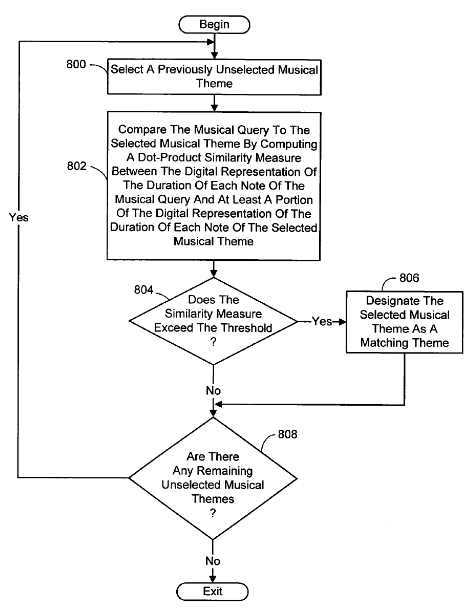 Begin
800
Select A Previously Unselected Musical
Theme
802
Compare The Musical Query To The
Selected Musical Theme By Computing
A Dot-Product Similarity Measure
Between The Digital Representation Of
The Duration Of Each Note Of The
Musical Query And At Least A Portion
Of The Digital Representation Of The
Duration Of Each Note Of The Selected
Musical Theme
Yes
804
Does The
Similarity Measure
Exceed The Threshold
?
Yes
806
Designate The
Selected Musical
Theme As A
Matching Theme
No
808
Are There
Any Remaining
Unselected Musical
Themes
?
No
Exit